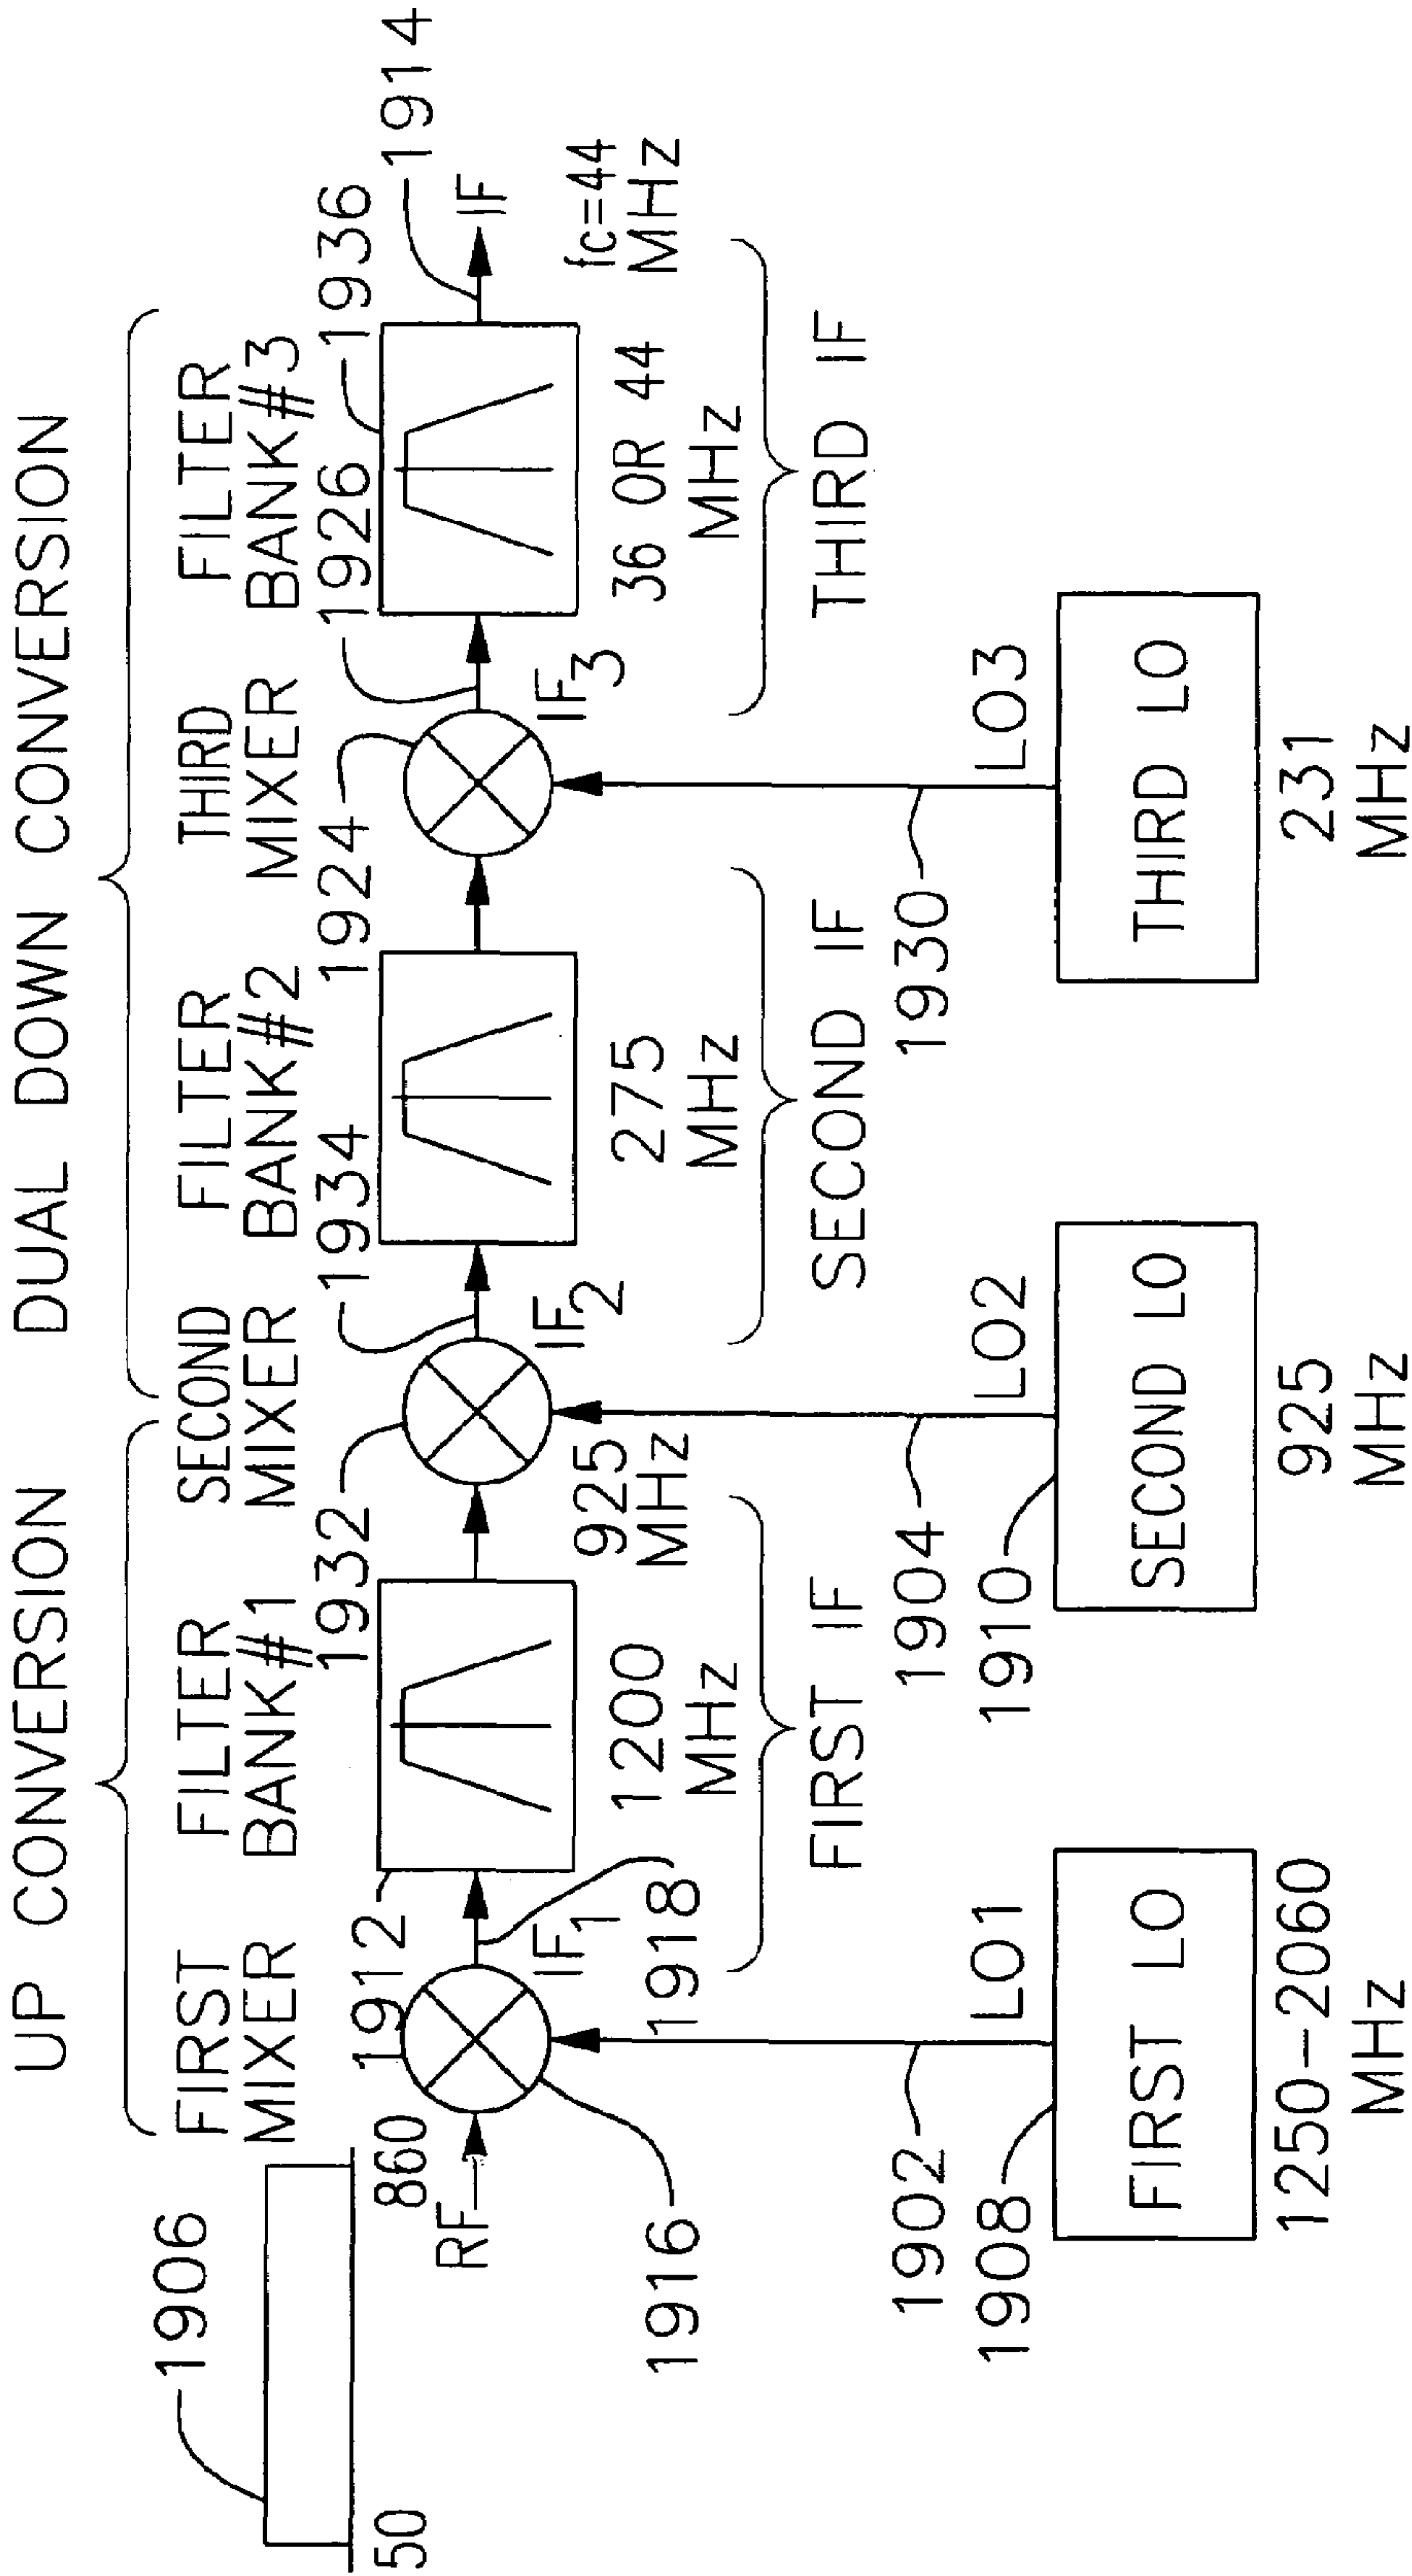 UP CONVERSION
DUAL DOWN CONVERSION
1906
50
860
RF
FIRST
MIXER
1912
FILTER
BANK#1
1932
SECOND
MIXER
1934
FILTER
BANK#2
1924
THIRD
MIXER
1926
FILTER
BANK#3
1936
1914
IF
fc=44
MHz
1916
IF1
1918
1200
MHz
925
MHz
IF2
275
MHz
IF3
36 OR 44
MHz
FIRST IF
SECOND IF
THIRD IF
1902
LO1
1908
FIRST LO
1250-2060
MHz
1904
LO2
1910
SECOND LO
925
MHz
1930
LO3
THIRD LO
231
MHz